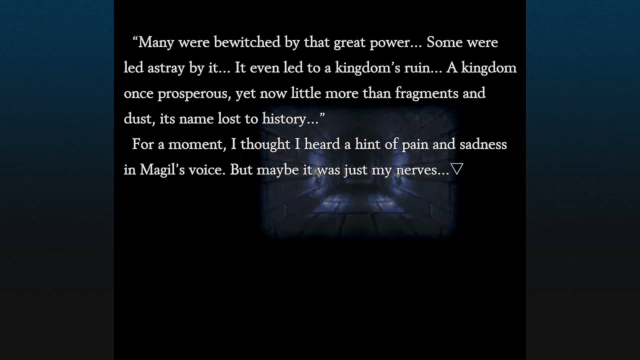 “Many were bewitched by that great power... Some were
led astray by it... It even led to a kingdom’s ruin... A kingdom
once prosperous, yet now little more than fragments and
dust, its name lost to history...”
For a moment, I thought I heard a hint of pain and sadness
in Magil’s voice. But maybe it was just my nerves...▽